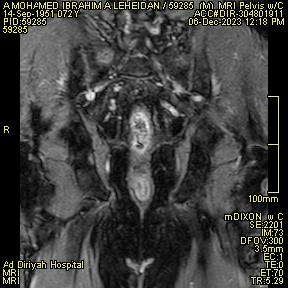 A MOHAMED IBRAHIM A LEHEIDAN / 59285 (M), MRI Pelvis w/C
14-Sep-1951 072Y
ACC#DIR-304801911
PID:59285
06-Dec-2023 12:18 PM
59285
R
100mm
mDIXON_w C
SE:2201
IM:73
DFOV:300
3.5mm
EC:1
TE:0
Ad Diriyah Hospital
MRI
ET:70
MRI
TR:5.29